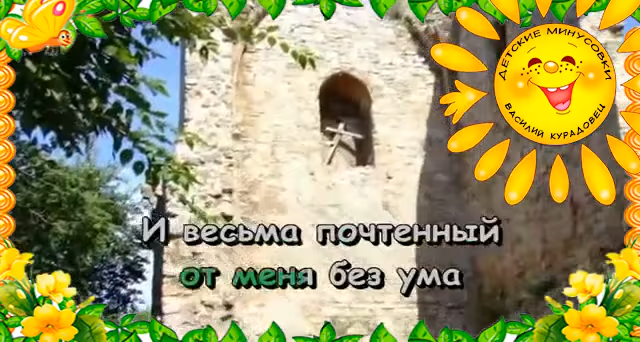 ДЕТСКИЕ МИНУСОВКИ
ВАСИЛИЙ КУРАДОВЕЦ
И весьма почтенный
от меня без ума